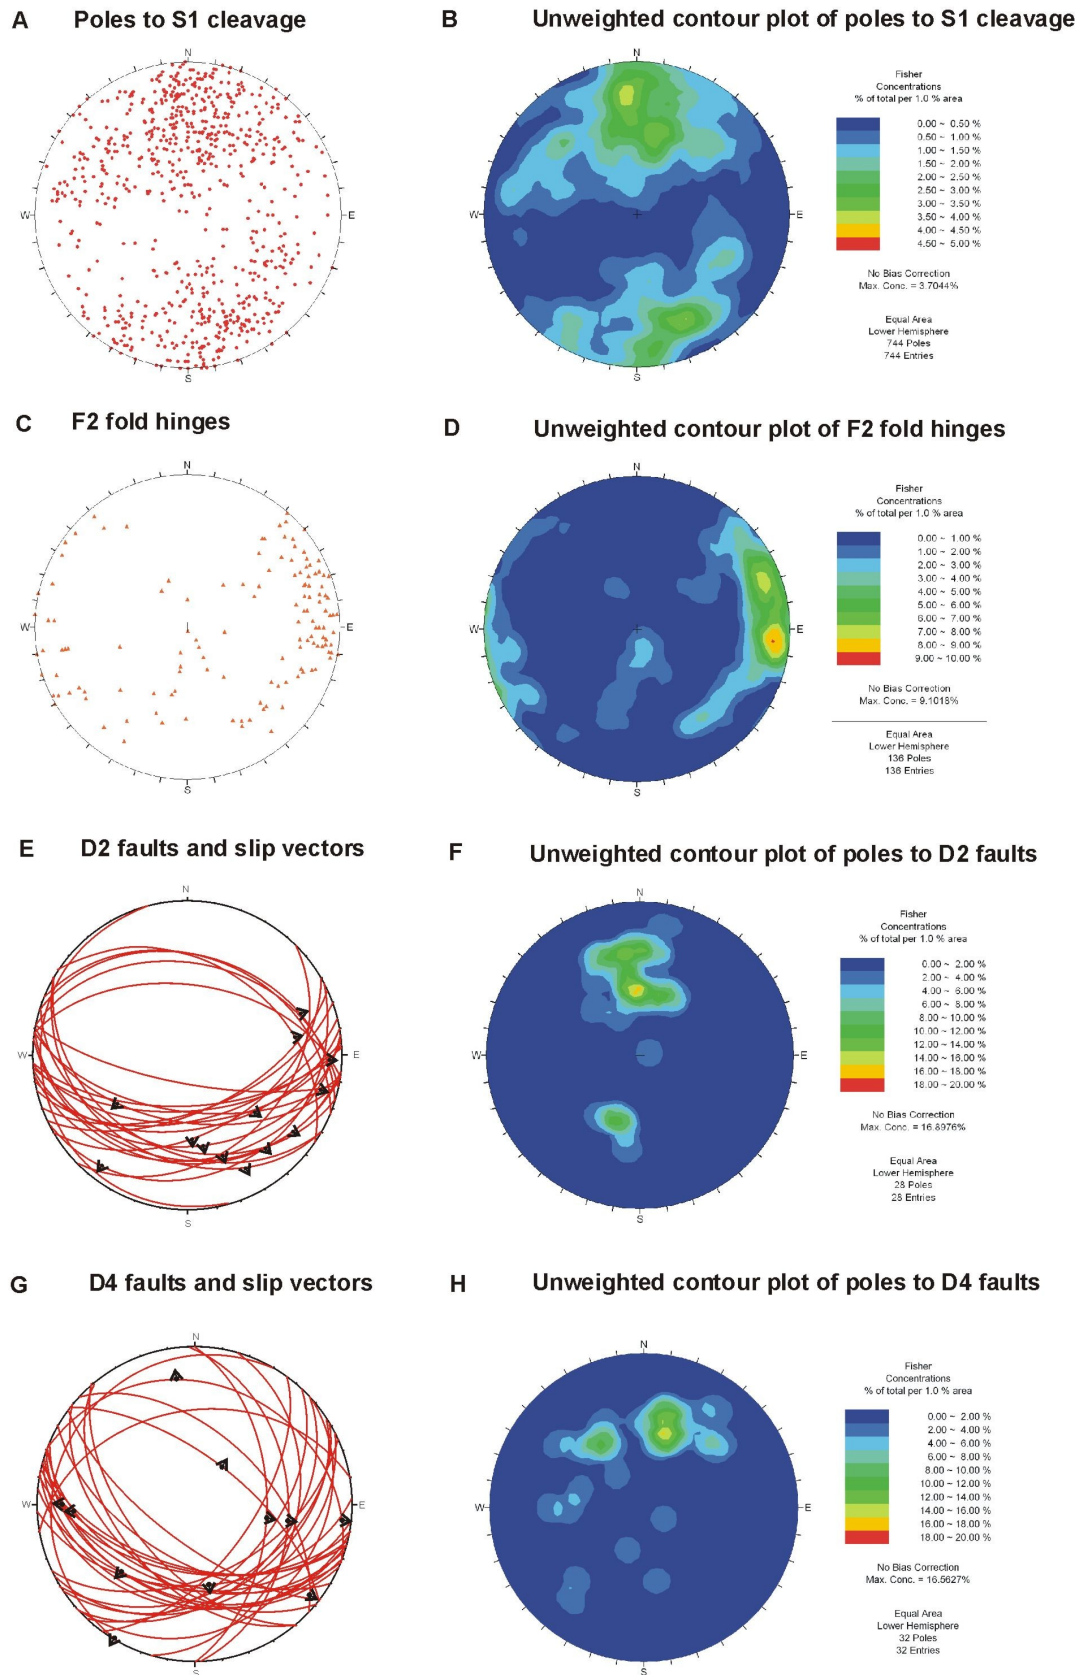 A Poles to S1 cleavage
N
W
E
S
B Unweighted contour plot of poles to S1 cleavage
N
W
E
S
Fisher
Concentrations
% of total per 1.0 % area
0.00 ~ 0.50 %
0.50 ~ 1.00 %
1.00 ~ 1.50 %
1.50 ~ 2.00 %
2.00 ~ 2.50 %
2.50 ~ 3.00 %
3.00 ~ 3.50 %
3.50 ~ 4.00 %
4.00 ~ 4.50 %
4.50 ~ 5.00 %
No Bias Correction
Max. Conc. = 3.7044%
Equal Area
Lower Hemisphere
744 Poles
744 Entries
C F2 fold hinges
N
W
E
S
D Unweighted contour plot of F2 fold hinges
N
W
E
S
Fisher
Concentrations
% of total per 1.0 % area
0.00 ~ 1.00 %
1.00 ~ 2.00 %
2.00 ~ 3.00 %
3.00 ~ 4.00 %
4.00 ~ 5.00 %
5.00 ~ 6.00 %
6.00 ~ 7.00 %
7.00 ~ 8.00 %
8.00 ~ 9.00 %
9.00 ~ 10.00 %
No Bias Correction
Max. Conc. = 9.1018%
Equal Area
Lower Hemisphere
136 Poles
136 Entries
E D2 faults and slip vectors
N
W
E
S
F Unweighted contour plot of poles to D2 faults
N
W
E
S
Fisher
Concentrations
% of total per 1.0 % area
0.00 ~ 2.00 %
2.00 ~ 4.00 %
4.00 ~ 6.00 %
6.00 ~ 8.00 %
8.00 ~ 10.00 %
10.00 ~ 12.00 %
12.00 ~ 14.00 %
14.00 ~ 16.00 %
16.00 ~ 18.00 %
18.00 ~ 20.00 %
No Bias Correction
Max. Conc. = 16.8976%
Equal Area
Lower Hemisphere
28 Poles
28 Entries
G D4 faults and slip vectors
N
W
E
S
H Unweighted contour plot of poles to D4 faults
N
W
E
S
Fisher
Concentrations
% of total per 1.0 % area
0.00 ~ 2.00 %
2.00 ~ 4.00 %
4.00 ~ 6.00 %
6.00 ~ 8.00 %
8.00 ~ 10.00 %
10.00 ~ 12.00 %
12.00 ~ 14.00 %
14.00 ~ 16.00 %
16.00 ~ 18.00 %
18.00 ~ 20.00 %
No Bias Correction
Max. Conc. = 16.5627%
Equal Area
Lower Hemisphere
32 Poles
32 Entries